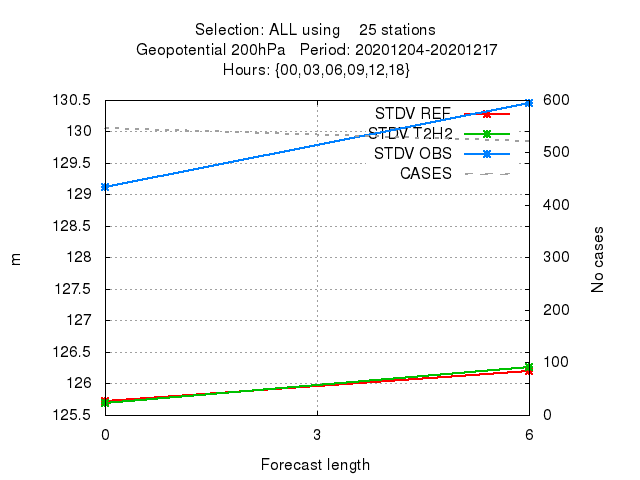 Selection: ALL using 25 stations
Geopotential 200hPa Period: 20201204-20201217
Hours: {00,03,06,09,12,18}
130.5
130
129.5
129
128.5
128
127.5
127
126.5
126
125.5
600
500
400
300
200
100
0
STDV REF
STDV T2H2
STDV OBS
CASES
m
No cases
0 3 6
Forecast length